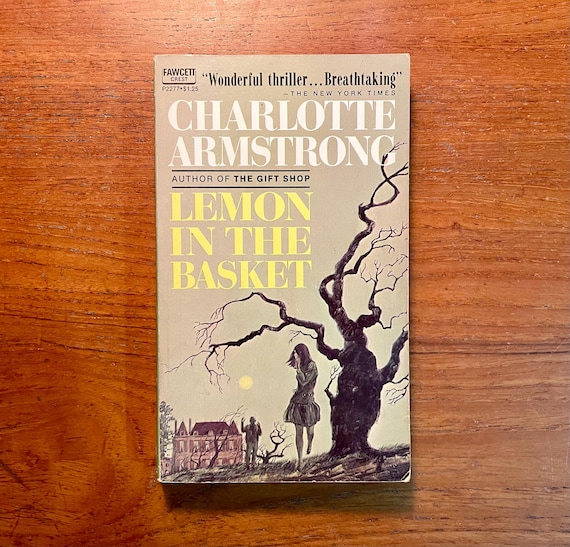 FAWCETT
CREST
P2277•$1.25
“Wonderful thriller...Breathtaking”
—THE NEW YORK TIMES
CHARLOTTE
ARMSTRONG
AUTHOR OF THE GIFT SHOP
LEMON
IN THE
BASKET